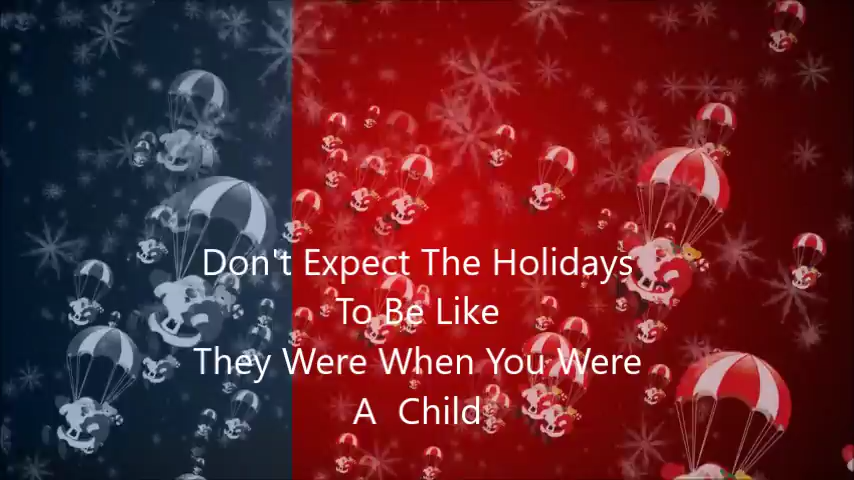 Don't Expect The Holidays
To Be Like
They Were When You Were
A  Child